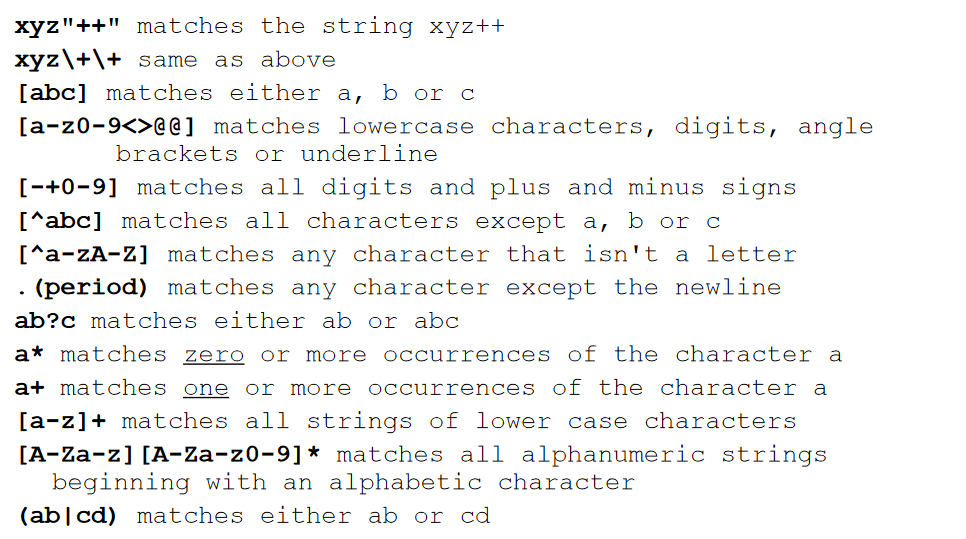 xyz"++" matches the string xyz++
xyz\+\+ same as above
[abc] matches either a, b or c
[a-z0-9<>@@] matches lowercase characters, digits, angle
brackets or underline
[-+0-9] matches all digits and plus and minus signs
[^abc] matches all characters except a, b or c
[^a-zA-Z] matches any character that isn't a letter
.(period) matches any character except the newline
ab?c matches either ab or abc
a* matches zero or more occurrences of the character a
a+ matches one or more occurrences of the character a
[a-z]+ matches all strings of lower case characters
[A-Za-z][A-Za-z0-9]* matches all alphanumeric strings
beginning with an alphabetic character
(ab|cd) matches either ab or cd